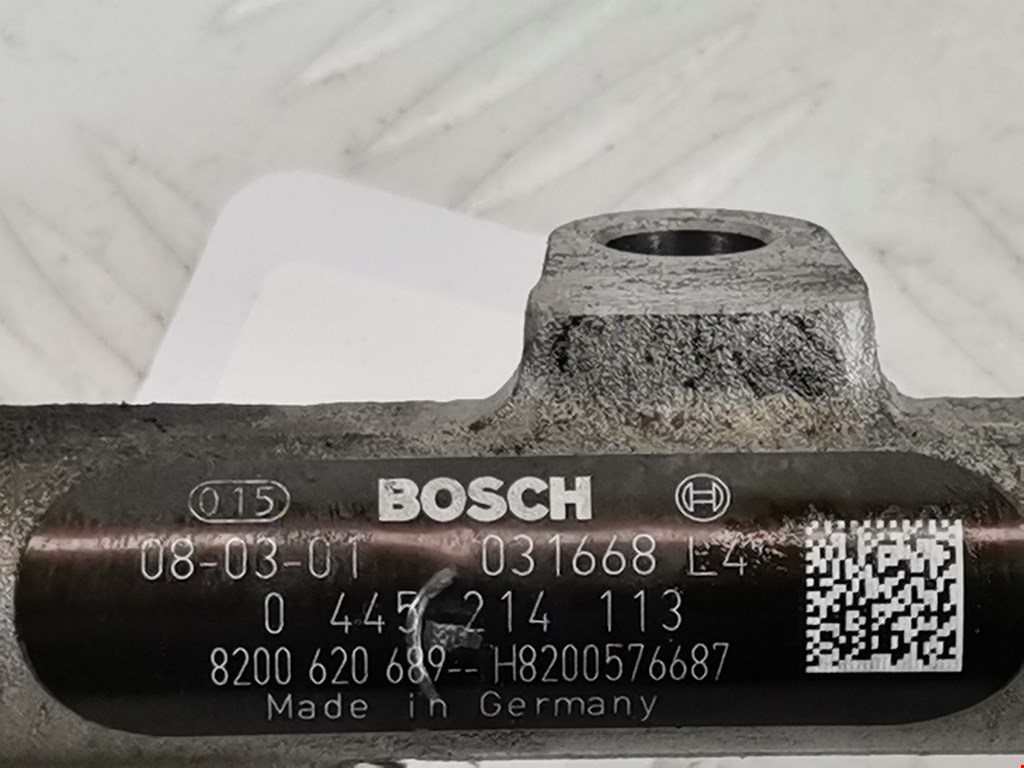 015 BOSCH
08-03-01 031668 L4
0 445 214 113
8200 620 689-- H8200576687
Made in Germany